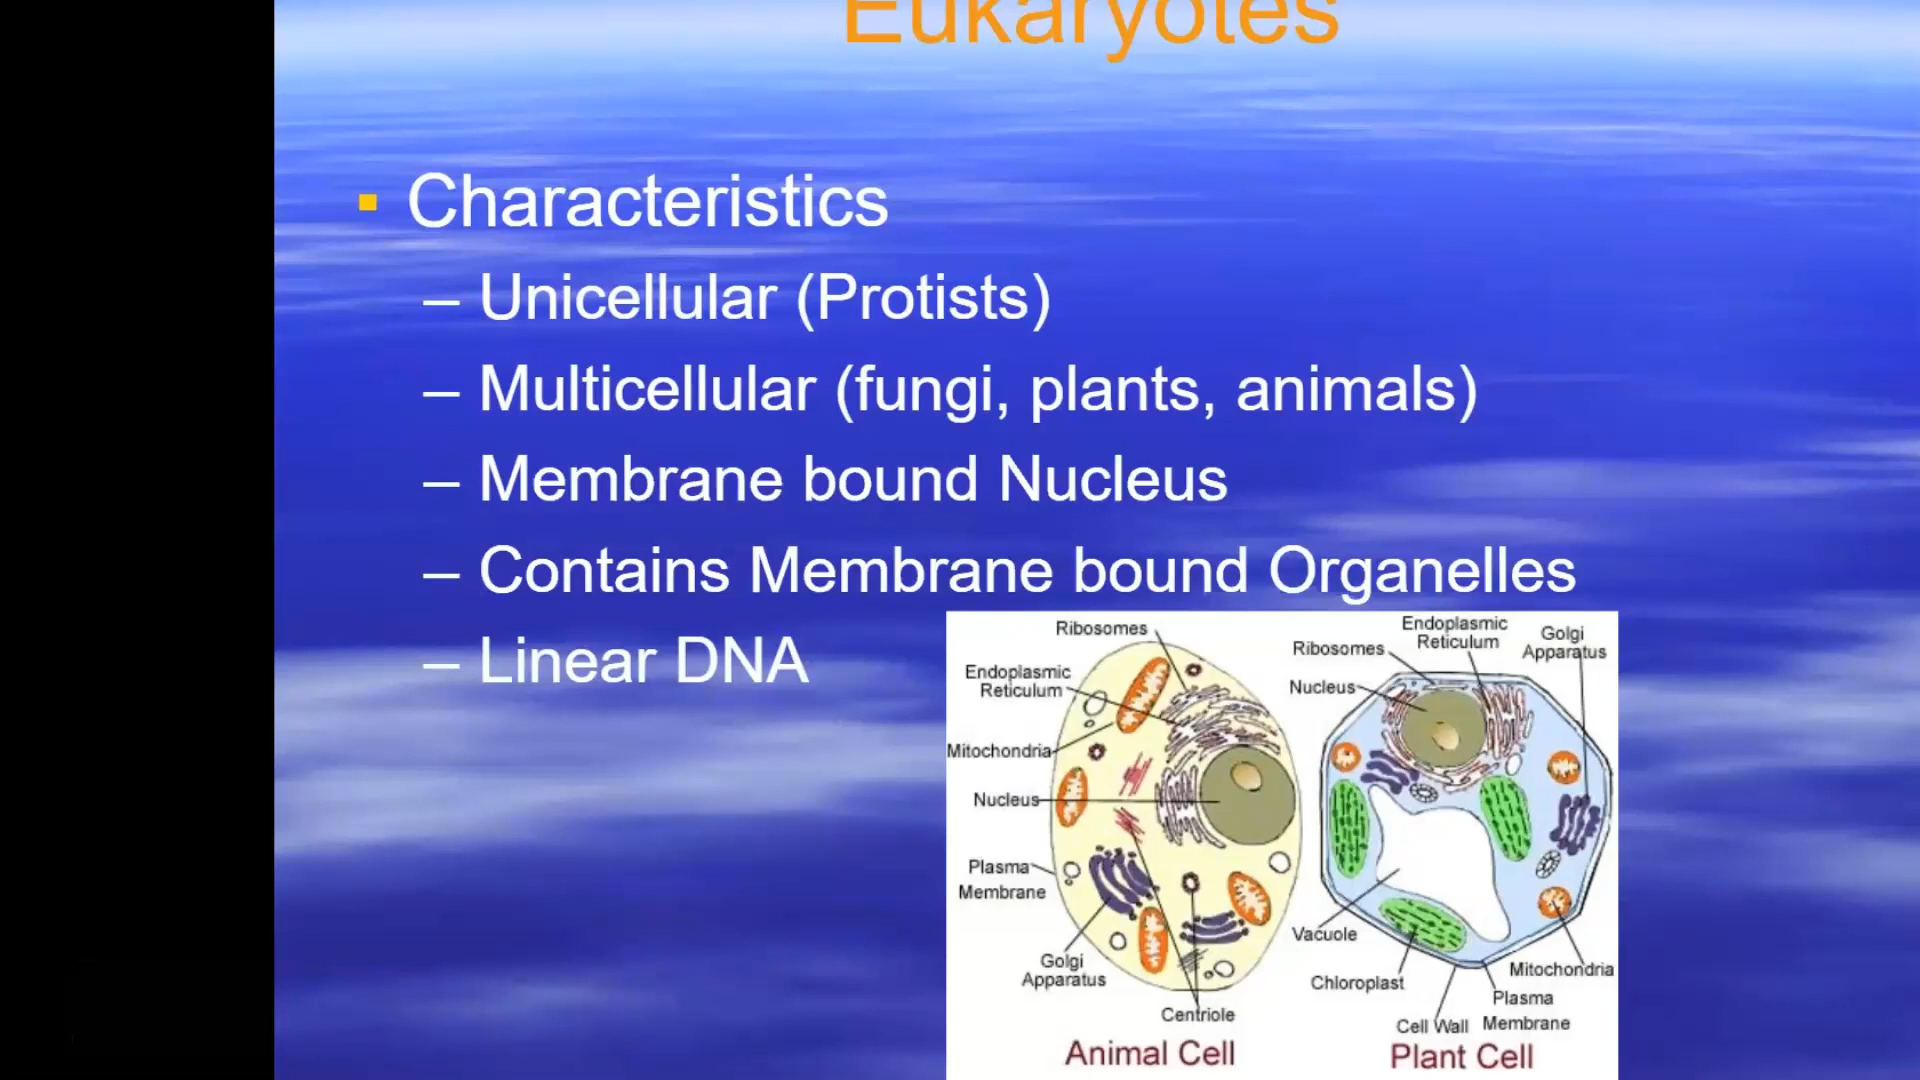 Eukaryotes
▪ Characteristics
– Unicellular (Protists)
– Multicellular (fungi, plants, animals)
– Membrane bound Nucleus
– Contains Membrane bound Organelles
– Linear DNA
Ribosomes
Endoplasmic
Reticulum
Mitochondria
Nucleus
Plasma
Membrane
Golgi
Apparatus
Centriole
Animal Cell
Endoplasmic
Reticulum
Golgi
Apparatus
Ribosomes
Nucleus
Vacuole
Chloroplast
Mitochondria
Plasma
Membrane
Cell Wall
Plant Cell